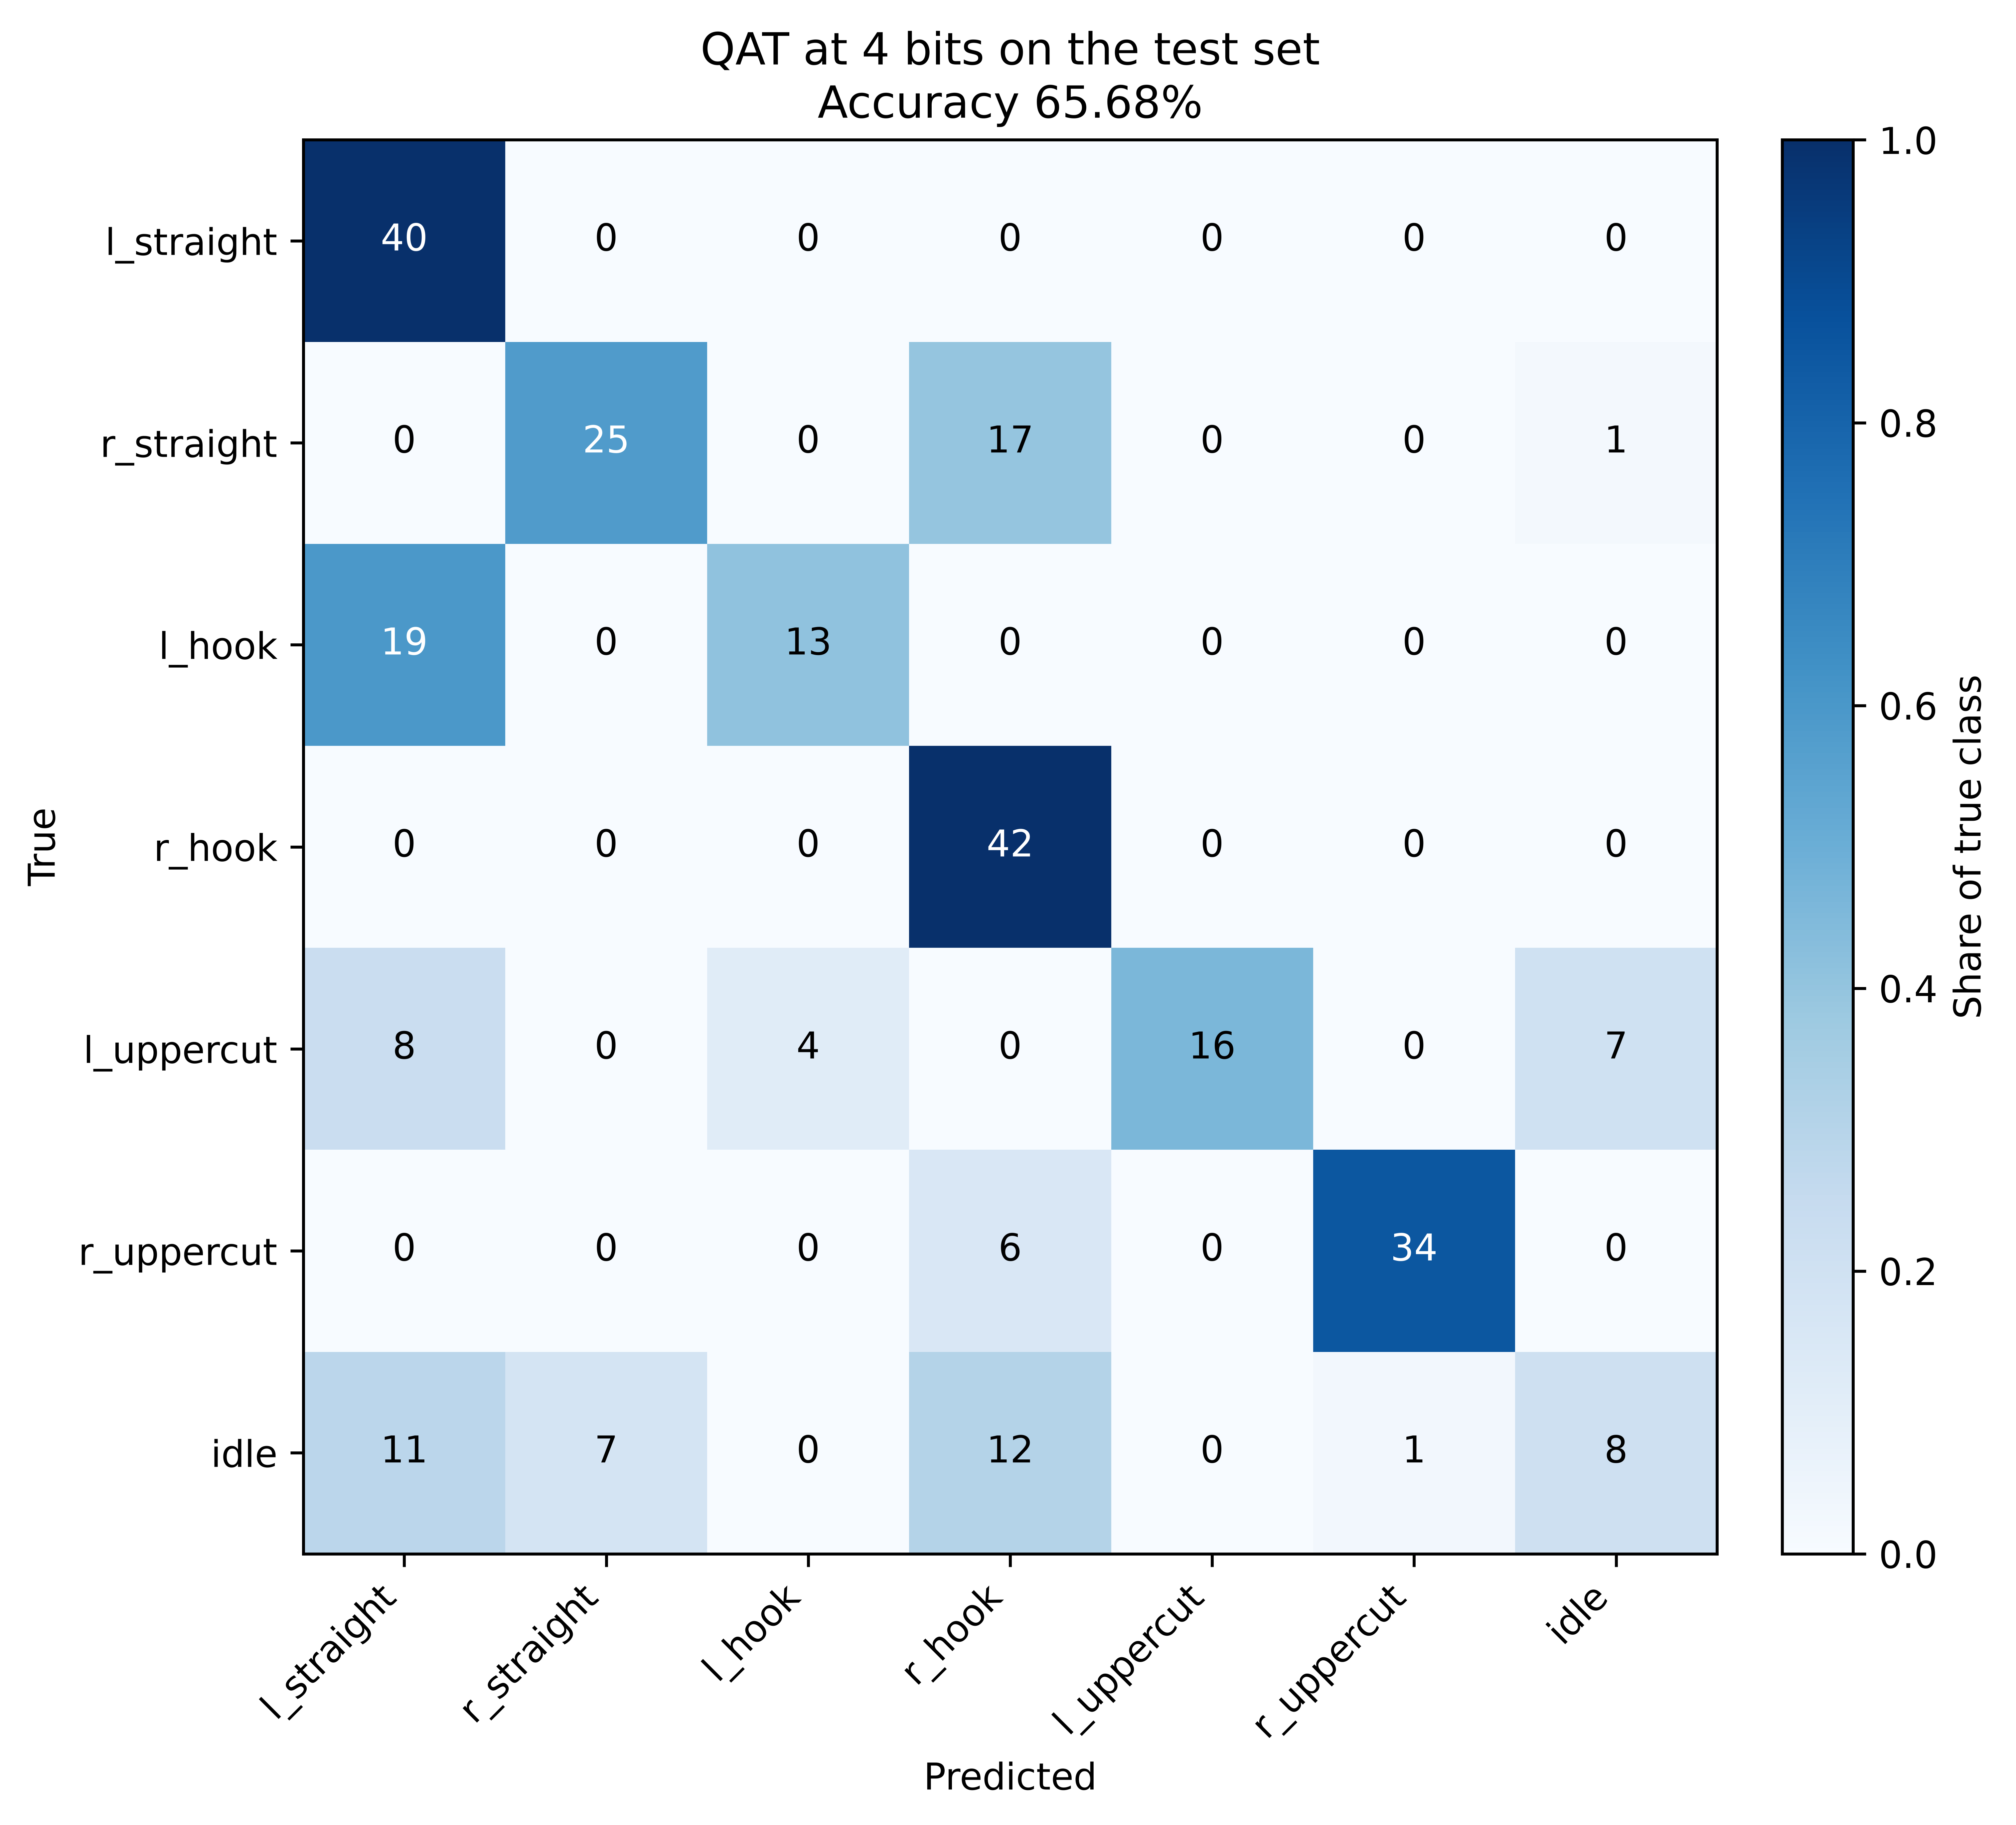 QAT at 4 bits on the test set
Accuracy 65.68%
l_straight 40 0 0 0 0 0 0
r_straight 0 25 0 17 0 0 1
l_hook 19 0 13 0 0 0 0
r_hook 0 0 0 42 0 0 0
l_uppercut 8 0 4 0 16 0 7
r_uppercut 0 0 0 6 0 34 0
idle 11 7 0 12 0 1 8
True
l_straight r_straight l_hook r_hook l_uppercut r_uppercut idle
Predicted
1.0
0.8
0.6
0.4
0.2
0.0
Share of true class